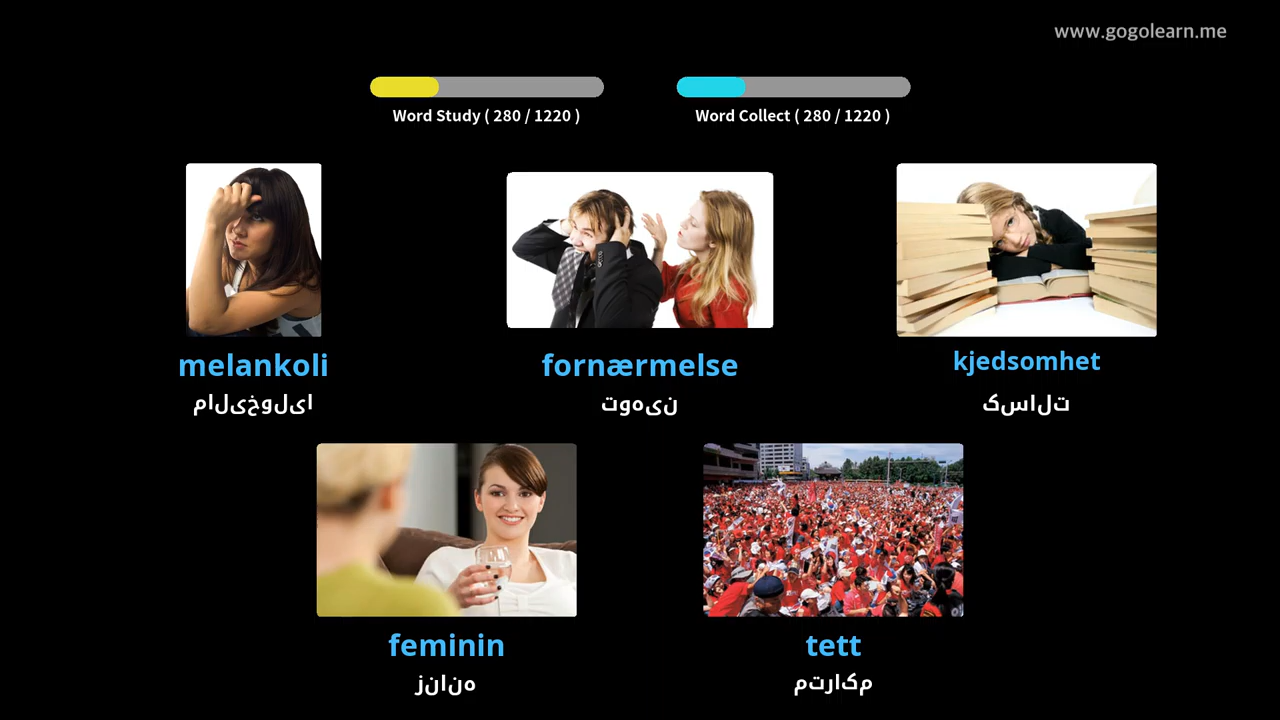 www.gogolearn.me
Word Study ( 280 / 1220 )
Word Collect ( 280 / 1220 )
melankoli
مالیخولیا
fornærmelse
توهین
kjedsomhet
کسالت
feminin
زنانه
tett
متراکم